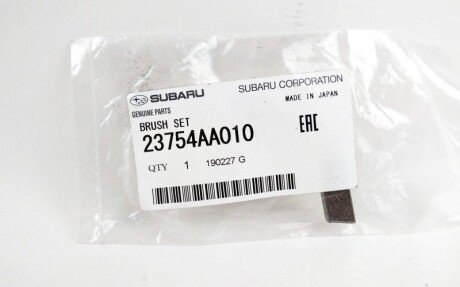 SUBARU SUBARU CORPORATION
GENUINE PARTS MADE IN JAPAN
BRUSH SET
23754AA010 EAC
QTY 1 190227 G